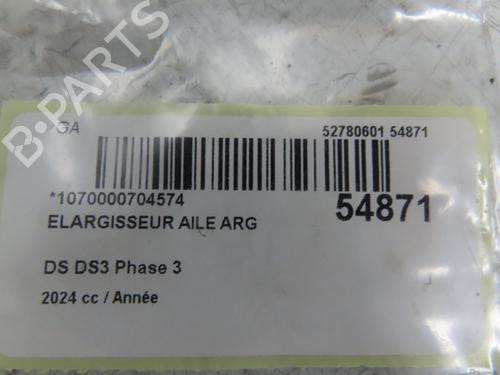 B-PARTS
GA
52780601 54871
*1070000704574
54871
ELARGISSEUR AILE ARG
DS DS3 Phase 3
2024 cc / Année